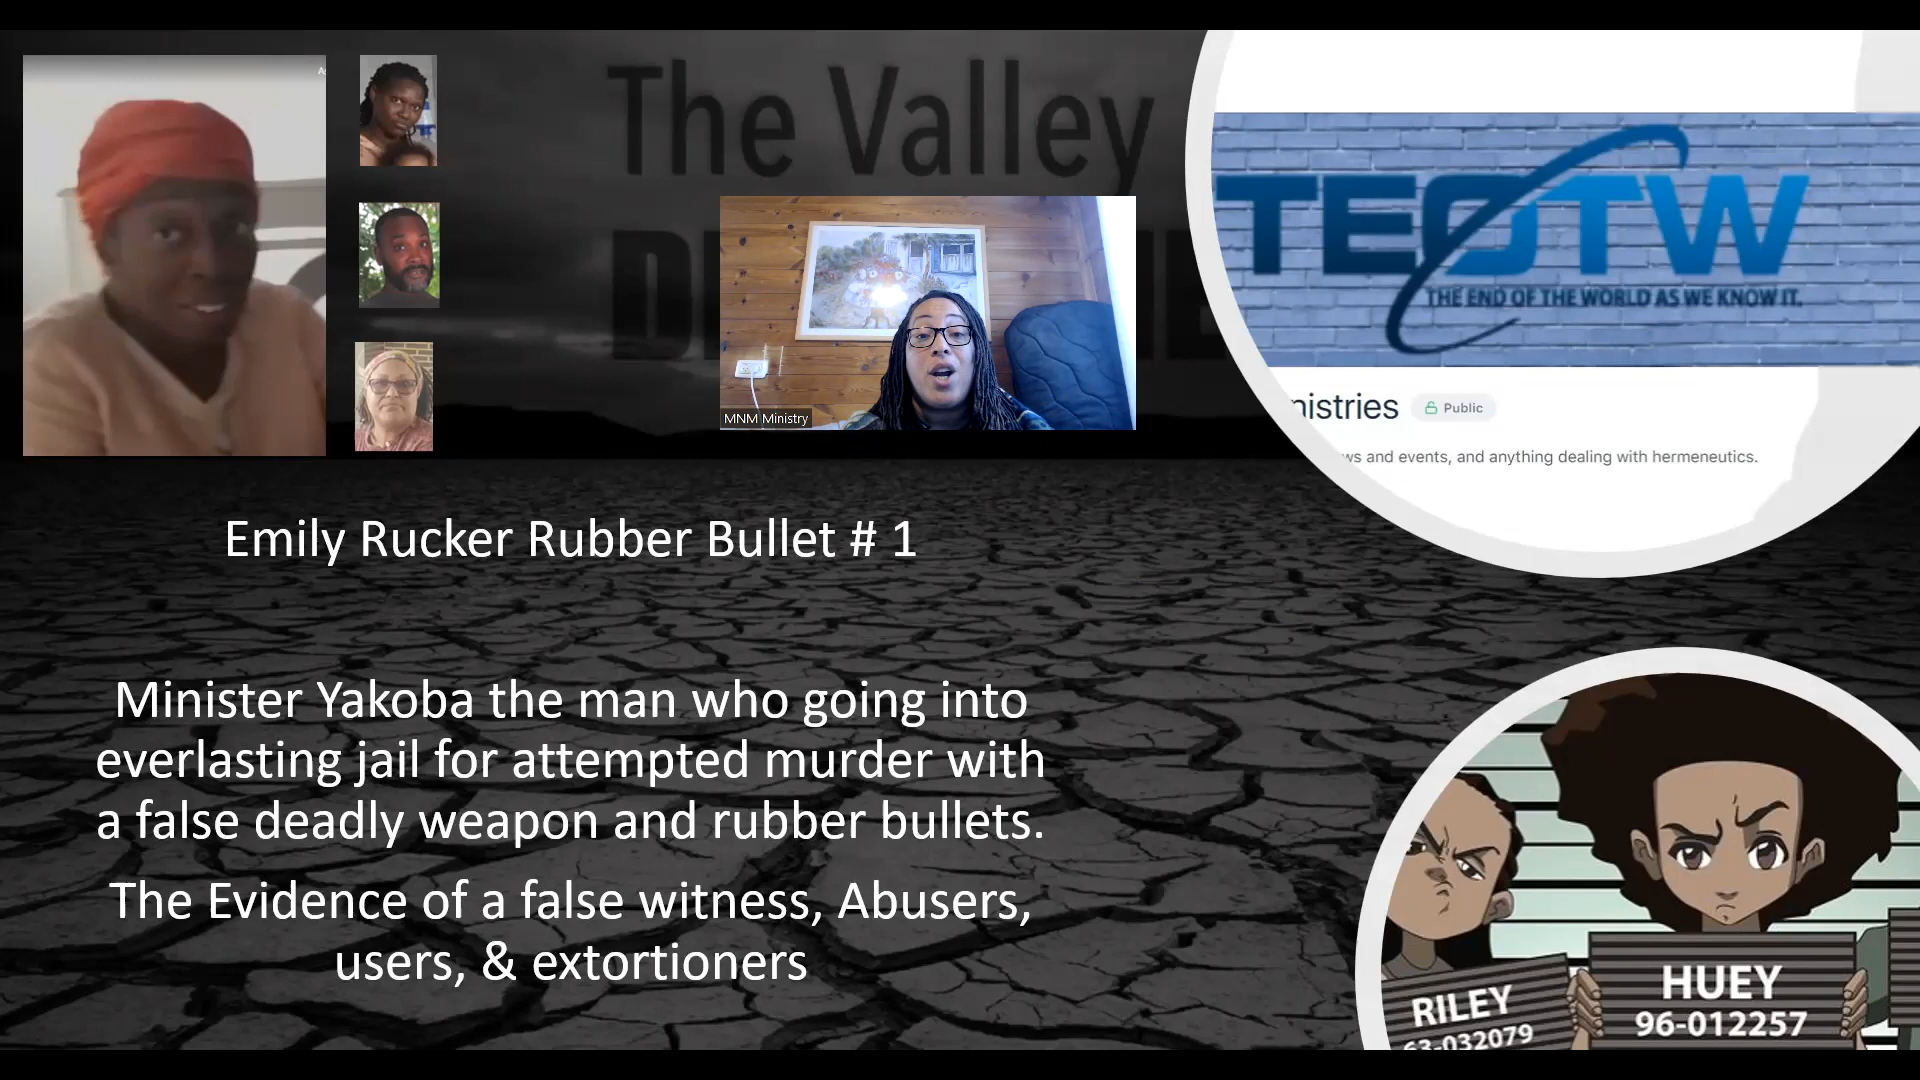 The Valley
MNM Ministry
TEOTW
THE END OF THE WORLD AS WE KNOW IT.
nistries
Public
ws and events, and anything dealing with hermeneutics.
Emily Rucker Rubber Bullet # 1
Minister Yakoba the man who going into
everlasting jail for attempted murder with
a false deadly weapon and rubber bullets.
The Evidence of a false witness, Abusers,
users, & extortioners
RILEY
63-032079
HUEY
96-012257